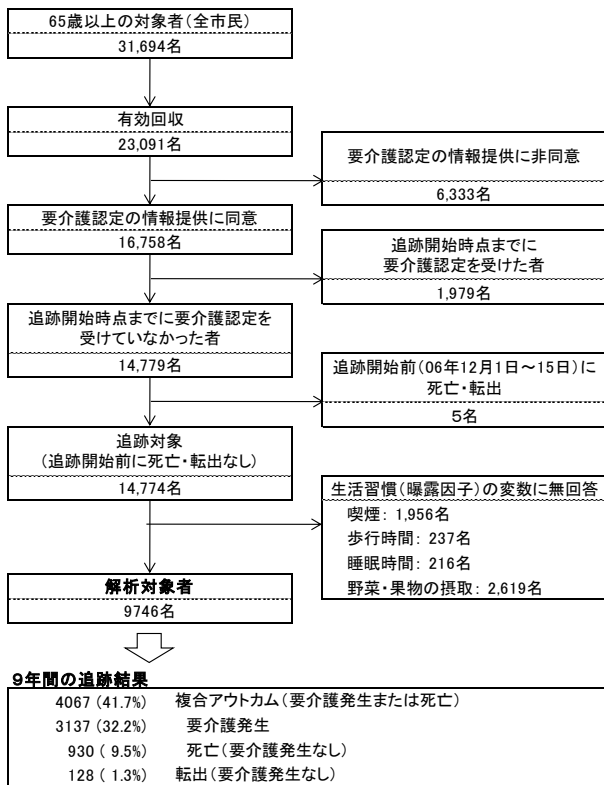 65歳以上の対象者(全市民)
31,694名
有効回収
23,091名
要介護認定の情報提供に非同意
6,333名
要介護認定の情報提供に同意
16,758名
追跡開始時点までに
要介護認定を受けた者
1,979名
追跡開始時点までに要介護認定を
受けていなかった者
14,779名
追跡開始前(06年12月1日～15日)に
死亡・転出
5名
追跡対象
(追跡開始前に死亡・転出なし)
14,774名
生活習慣(曝露因子)の変数に無回答
喫煙: 1,956名
歩行時間: 237名
睡眠時間: 216名
野菜・果物の摂取: 2,619名
解析対象者
9746名
9年間の追跡結果
4067 (41.7%) 複合アウトカム(要介護発生または死亡)
3137 (32.2%) 要介護発生
930 ( 9.5%) 死亡(要介護発生なし)
128 ( 1.3%) 転出(要介護発生なし)